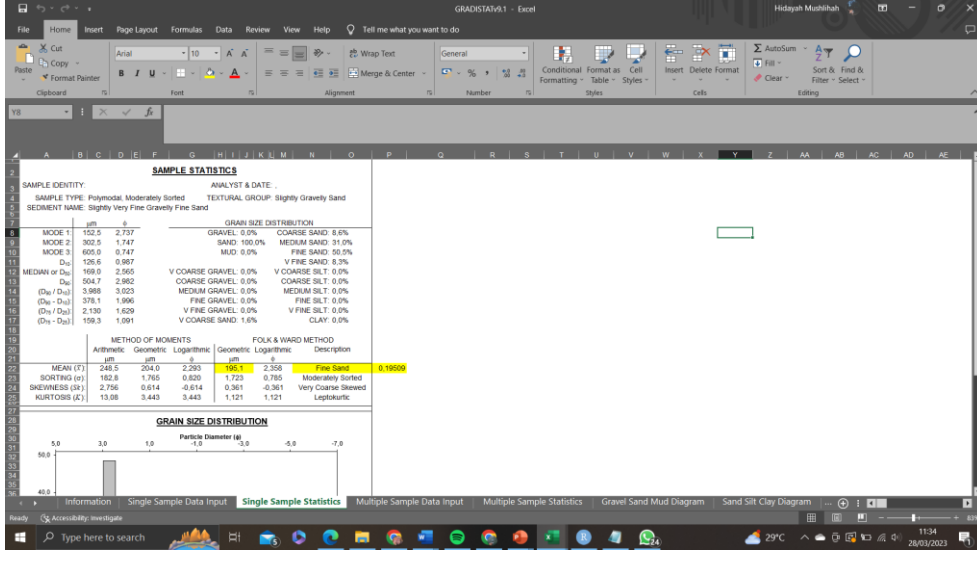 GRADISTATv9.1 - Excel
Hidayah Mushlihah
File Home Insert Page Layout Formulas Data Review View Help Tell me what you want to do
Paste
Cut
Copy
Format Painter
Clipboard
Arial 10
B I U
Font
Wrap Text
Merge & Center
Alignment
General
% ,
Number
Conditional Formatting
Format as Table
Cell Styles
Styles
Insert Delete Format
Cells
AutoSum
Fill
Clear
Sort & Filter
Find & Select
Editing
Y8 fx
A B C D E F G H I J K L M N O P Q R S T U V W X Y Z AA AB AC AD AE
SAMPLE STATISTICS
SAMPLE IDENTITY: ANALYST & DATE: ,
SAMPLE TYPE: Polymodal, Moderately Sorted TEXTURAL GROUP: Slightly Gravelly Sand
SEDIMENT NAME: Slightly Very Fine Gravelly Fine Sand
µm ϕ GRAIN SIZE DISTRIBUTION
MODE 1: 152,5 2,737 GRAVEL: 0,0% COARSE SAND: 8,6%
MODE 2: 302,5 1,747 SAND: 100,0% MEDIUM SAND: 31,0%
MODE 3: 605,0 0,747 MUD: 0,0% FINE SAND: 50,5%
D10: 126,6 0,987 V FINE SAND: 8,3%
MEDIAN or D50: 169,0 2,565 V COARSE GRAVEL: 0,0% V COARSE SILT: 0,0%
D90: 504,7 2,982 COARSE GRAVEL: 0,0% COARSE SILT: 0,0%
(D90 / D10): 3,988 3,023 MEDIUM GRAVEL: 0,0% MEDIUM SILT: 0,0%
(D90 - D10): 378,1 1,996 FINE GRAVEL: 0,0% FINE SILT: 0,0%
(D75 / D25): 2,130 1,629 V FINE GRAVEL: 0,0% V FINE SILT: 0,0%
(D75 - D25): 159,3 1,091 V COARSE SAND: 1,6% CLAY: 0,0%
METHOD OF MOMENTS FOLK & WARD METHOD
Arithmetic Geometric Logarithmic Geometric Logarithmic Description
µm µm ϕ µm ϕ
MEAN 248,5 204,0 2,293 195,1 2,358 Fine Sand 0,19509
SORTING (σ): 182,8 1,765 0,820 1,723 0,785 Moderately Sorted
SKEWNESS (Sk): 2,756 0,614 -0,614 0,361 -0,361 Very Coarse Skewed
KURTOSIS (K): 13,08 3,443 3,443 1,121 1,121 Leptokurtic
GRAIN SIZE DISTRIBUTION
Particle Diameter (ϕ)
5,0 3,0 1,0 -1,0 -3,0 -5,0 -7,0
50,0
40,0
Information Single Sample Data Input Single Sample Statistics Multiple Sample Data Input Multiple Sample Statistics Gravel Sand Mud Diagram Sand Silt Clay Diagram ...
Ready Accessibility: Investigate
Type here to search
29°C
11:34
28/03/2023